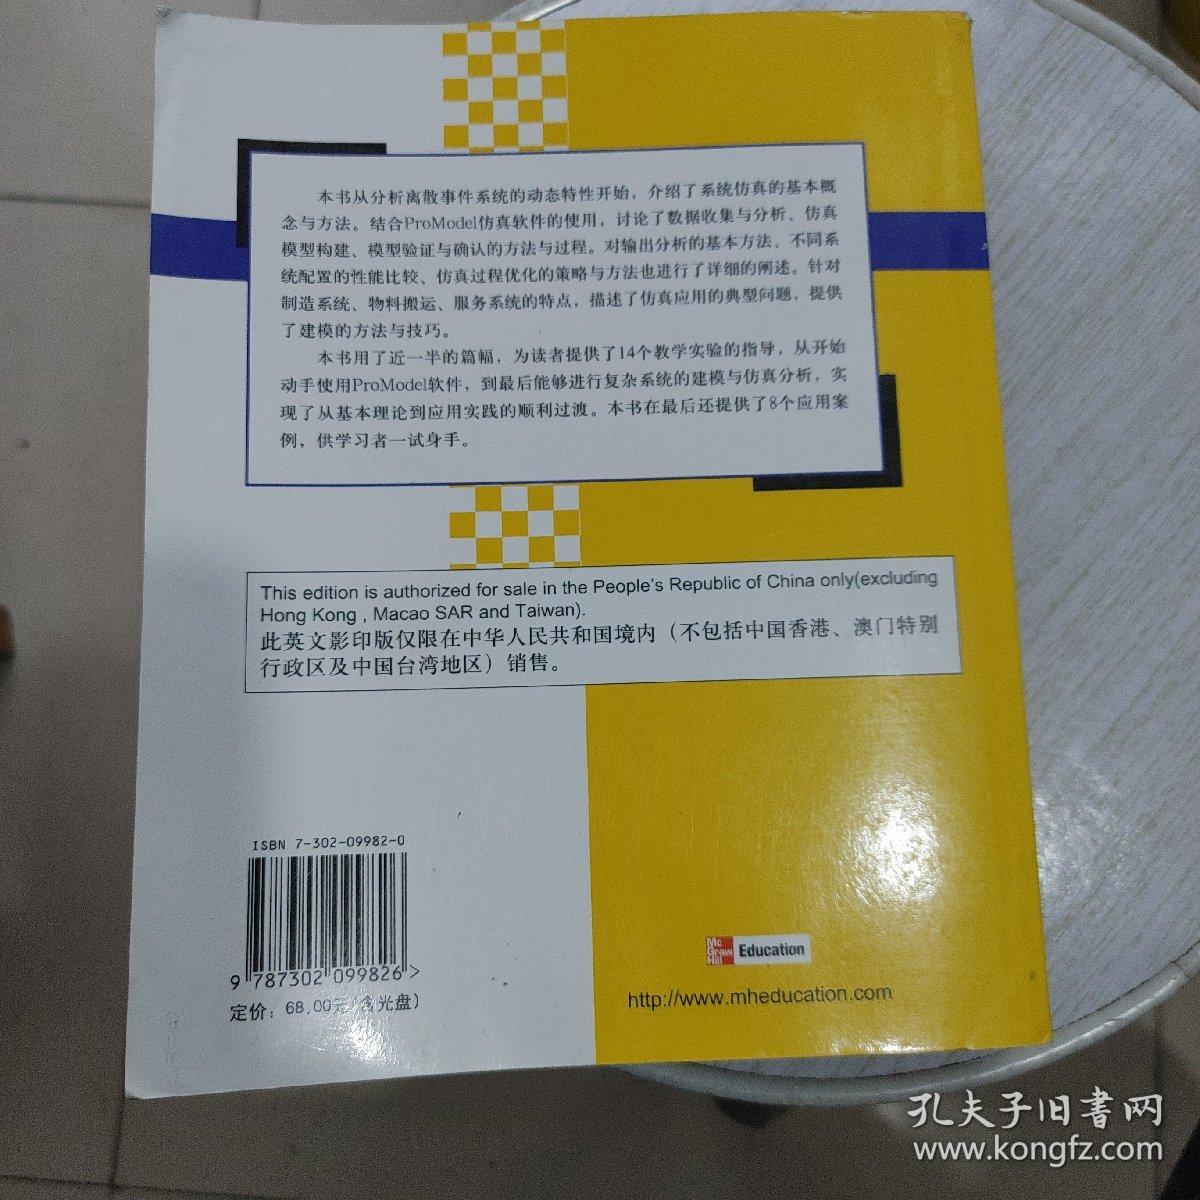 本书从分析离散事件系统的动态特性开始，介绍了系统仿真的基本概
念与方法。结合ProModel仿真软件的使用，讨论了数据收集与分析、仿真
模型构建、模型验证与确认的方法与过程。对输出分析的基本方法、不同系
统配置的性能比较、仿真过程优化的策略与方法也进行了详细的阐述。针对
制造系统、物料搬运、服务系统的特点，描述了仿真应用的典型问题，提供
了建模的方法与技巧。
本书用了近一半的篇幅，为读者提供了14个教学实验的指导，从开始
动手使用ProModel软件，到最后能够进行复杂系统的建模与仿真分析，实
现了从基本理论到应用实践的顺利过渡。本书在最后还提供了8个应用案
例，供学习者一试身手。
This edition is authorized for sale in the People's Republic of China only(excluding
Hong Kong , Macao SAR and Taiwan).
此英文影印版仅限在中华人民共和国境内（不包括中国香港、澳门特别
行政区及中国台湾地区）销售。
ISBN 7-302-09982-0
9 787302 099826 >
定价：68.00元(含光盘)
Mc
Graw
Hill
Education
http://www.mheducation.com
孔夫子旧書网
www.kongfz.com